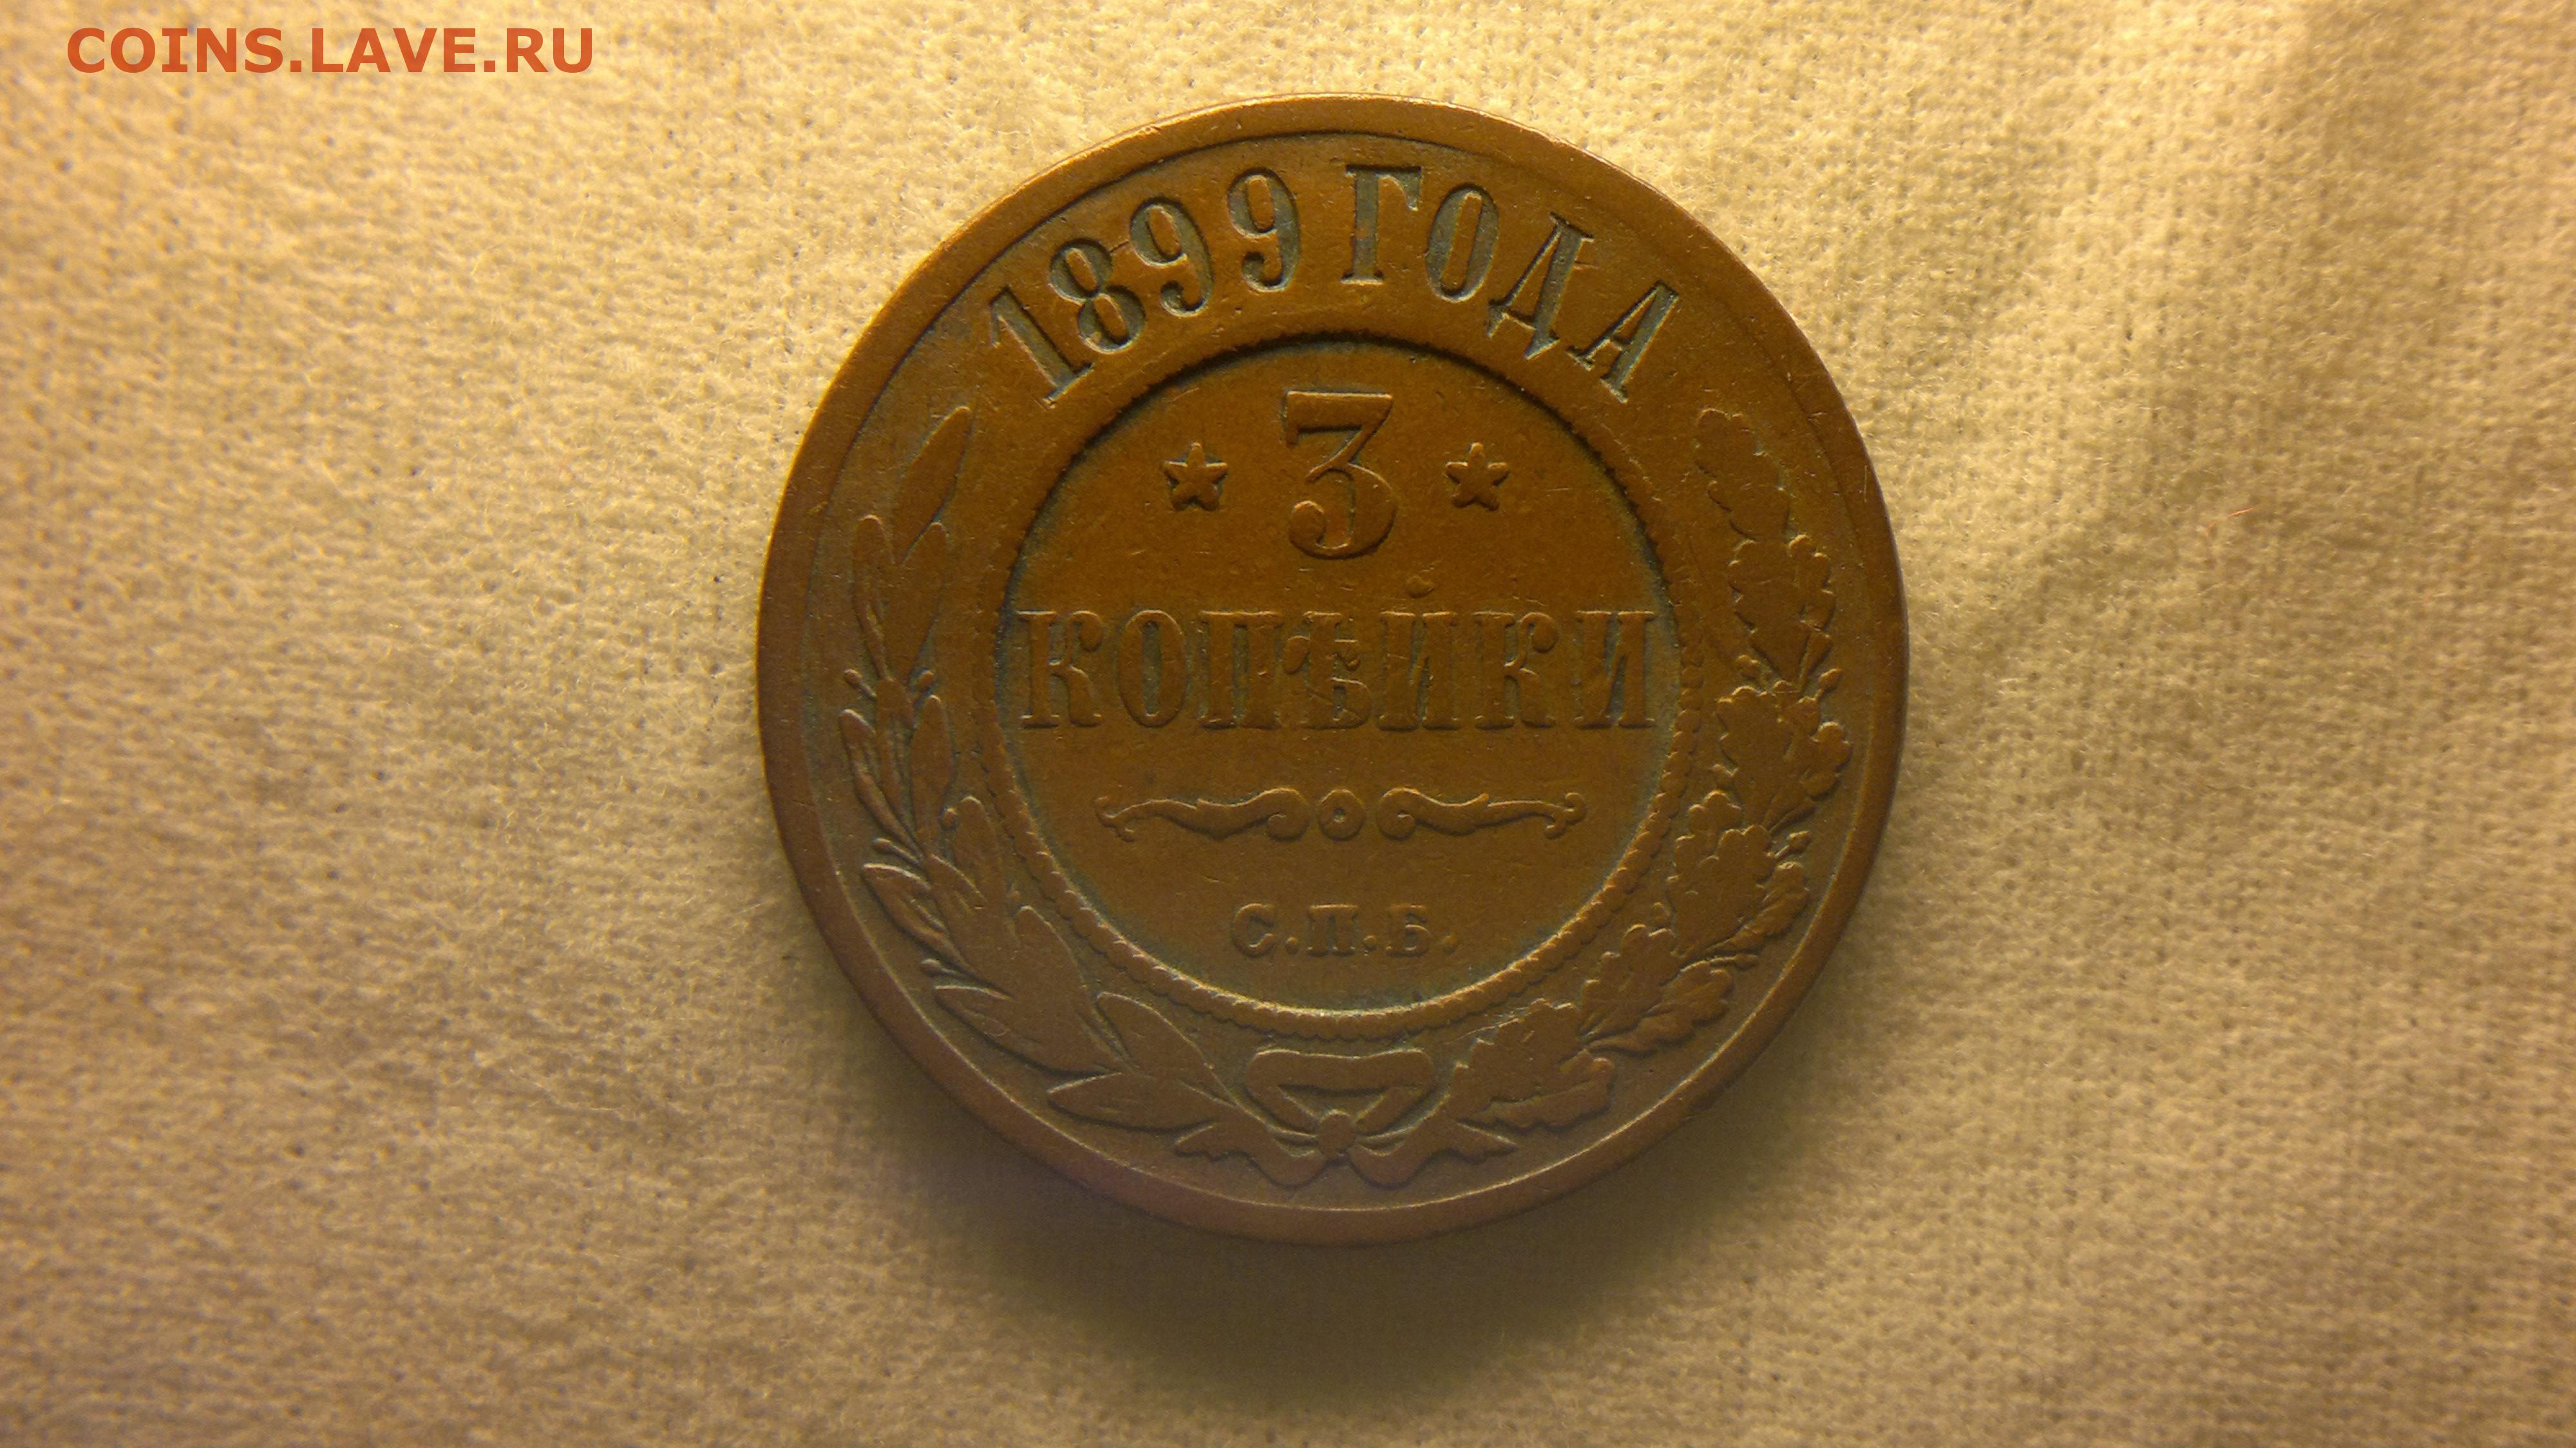 COINS.LAVE.RU
1899 ГОДА
3
КОПѢЙКИ
С.П.Б.